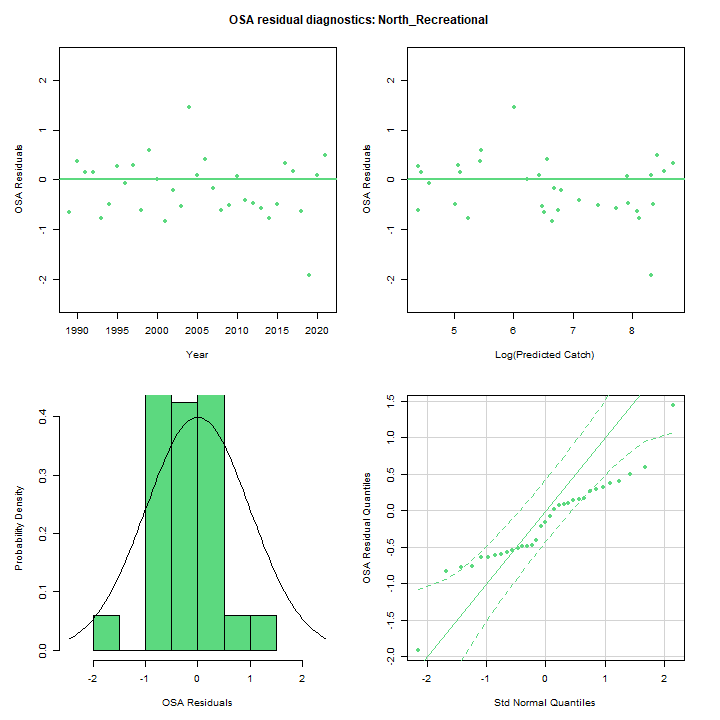 OSA residual diagnostics: North_Recreational
OSA Residuals
2
1
0
-1
-2
1990 1995 2000 2005 2010 2015 2020
Year
OSA Residuals
2
1
0
-1
-2
5 6 7 8
Log(Predicted Catch)
Probability Density
0.4
0.3
0.2
0.1
0.0
-2 -1 0 1 2
OSA Residuals
OSA Residual Quantiles
1.5
1.0
0.5
0.0
-0.5
-1.0
-1.5
-2.0
-2 -1 0 1 2
Std Normal Quantiles